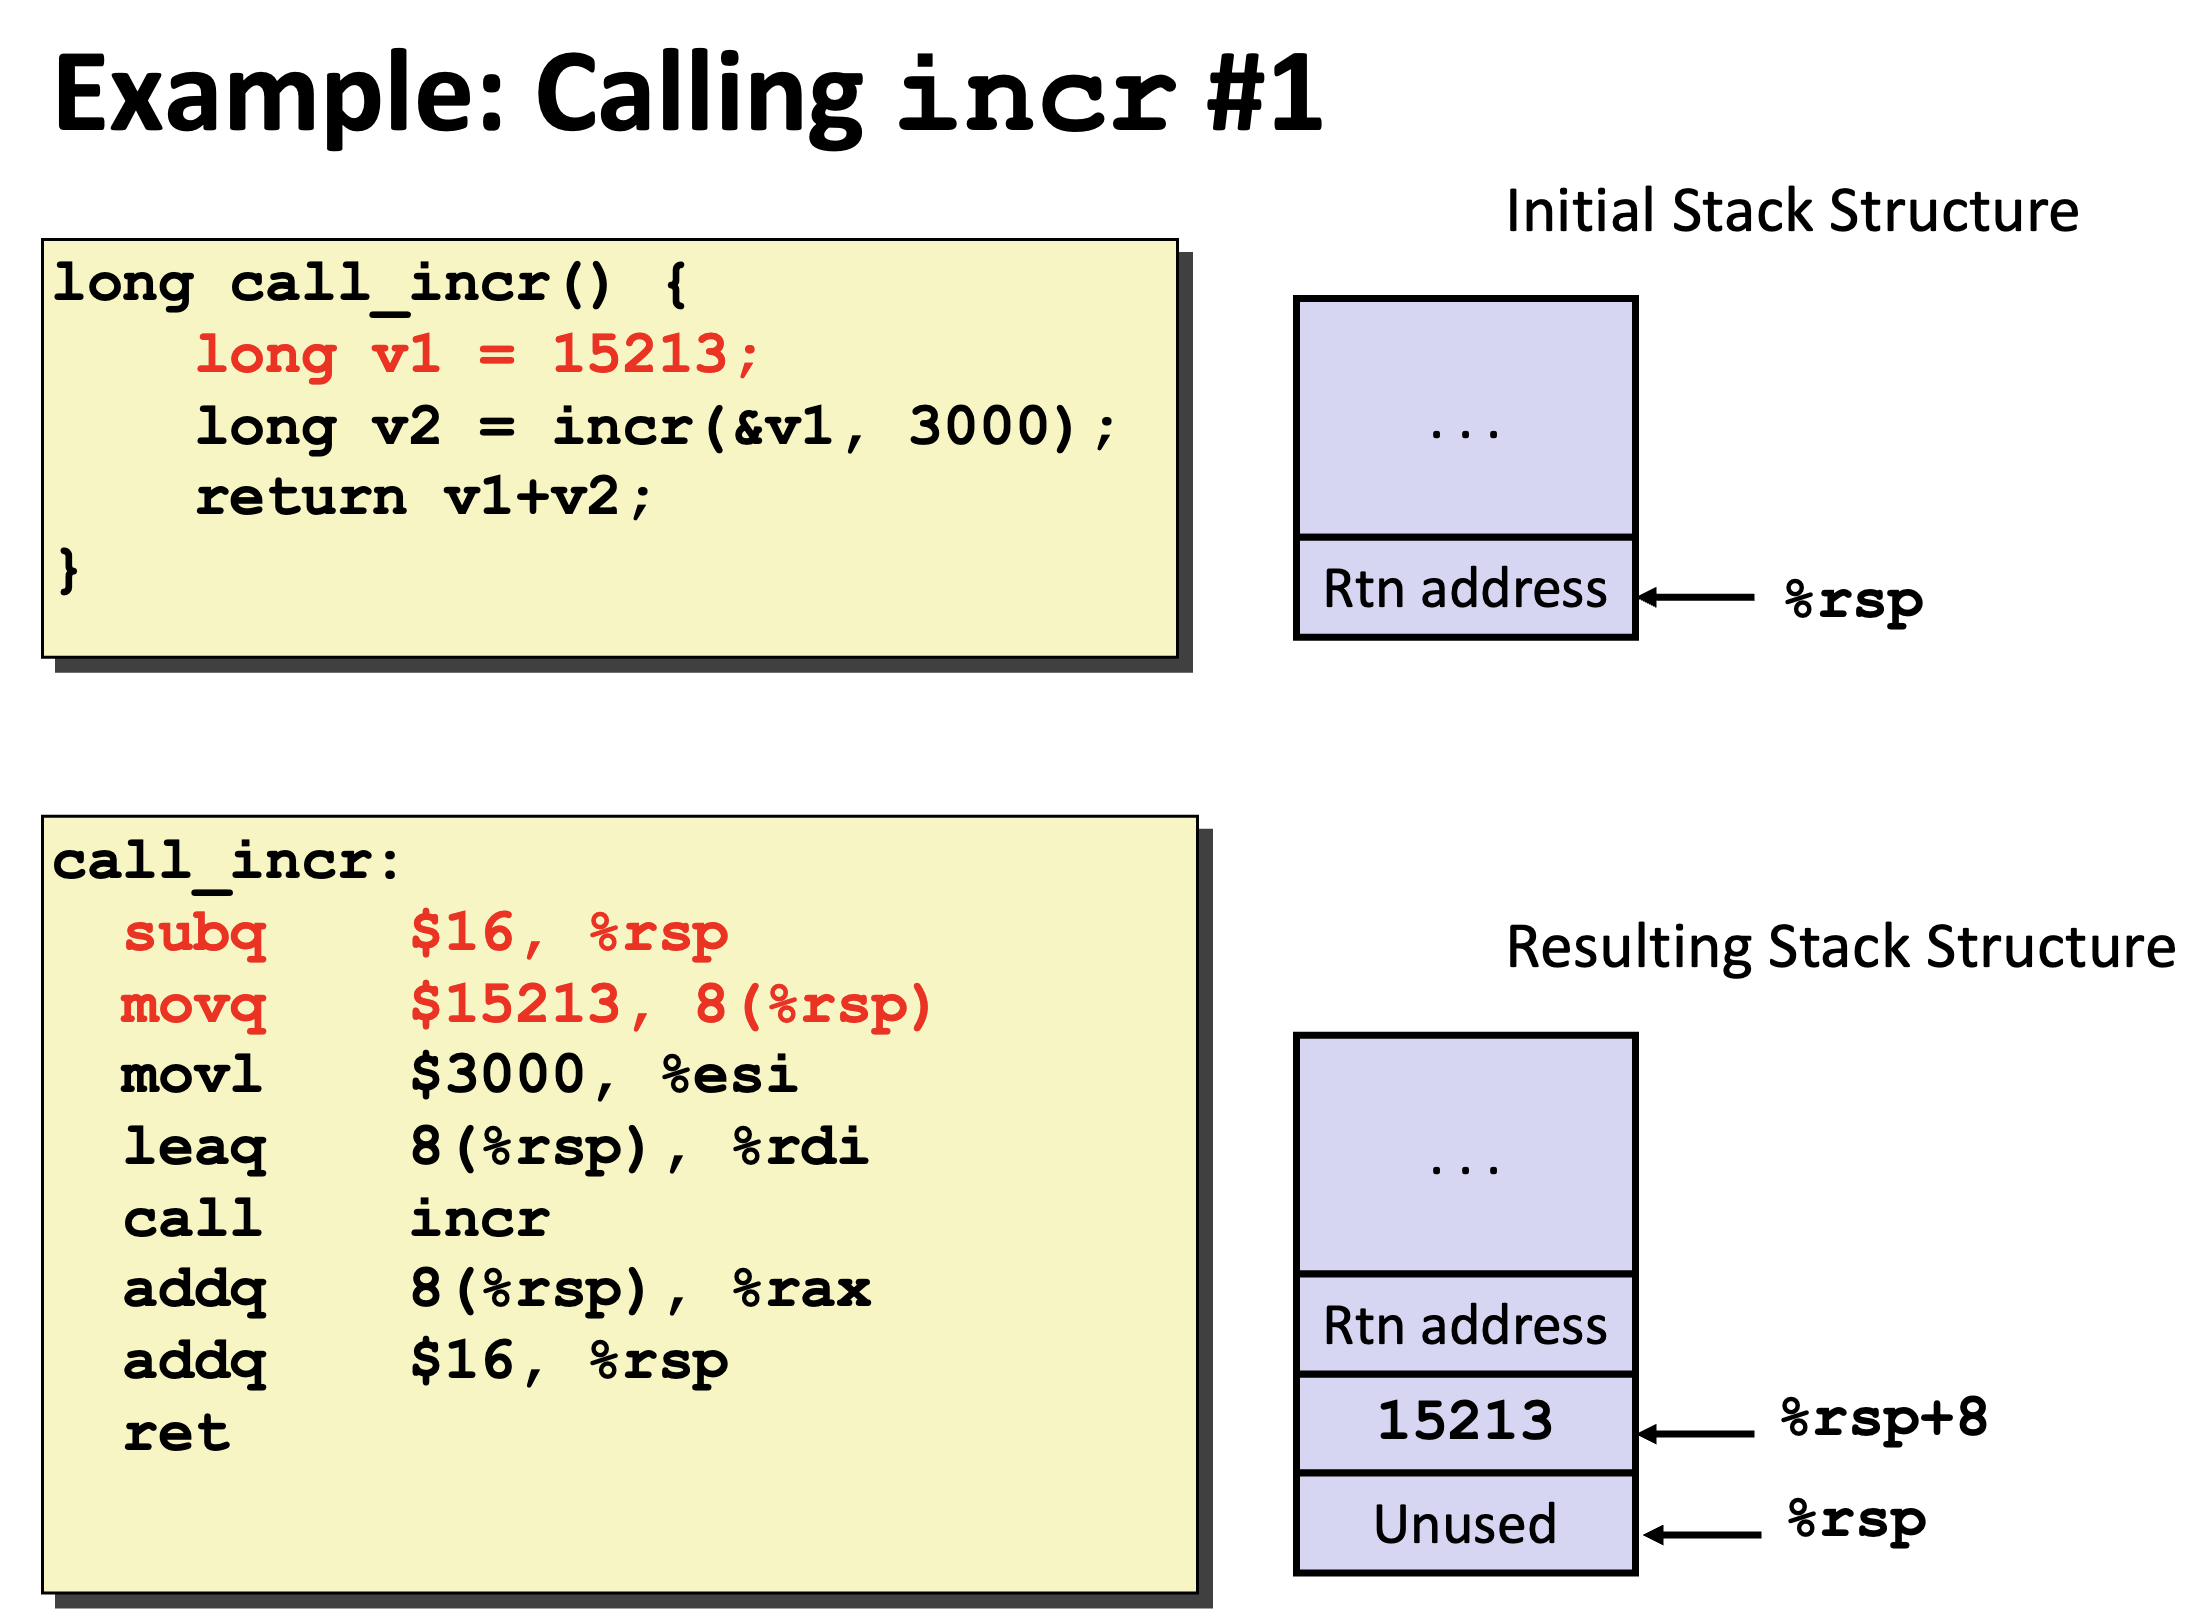 Example: Calling incr #1
Initial Stack Structure
long call_incr() {
    long v1 = 15213;
    long v2 = incr(&v1, 3000);
    return v1+v2;
}
. . .
Rtn address
%rsp
call_incr:
  subq    $16, %rsp
  movq    $15213, 8(%rsp)
  movl    $3000, %esi
  leaq    8(%rsp), %rdi
  call    incr
  addq    8(%rsp), %rax
  addq    $16, %rsp
  ret
Resulting Stack Structure
. . .
Rtn address
15213
%rsp+8
Unused
%rsp